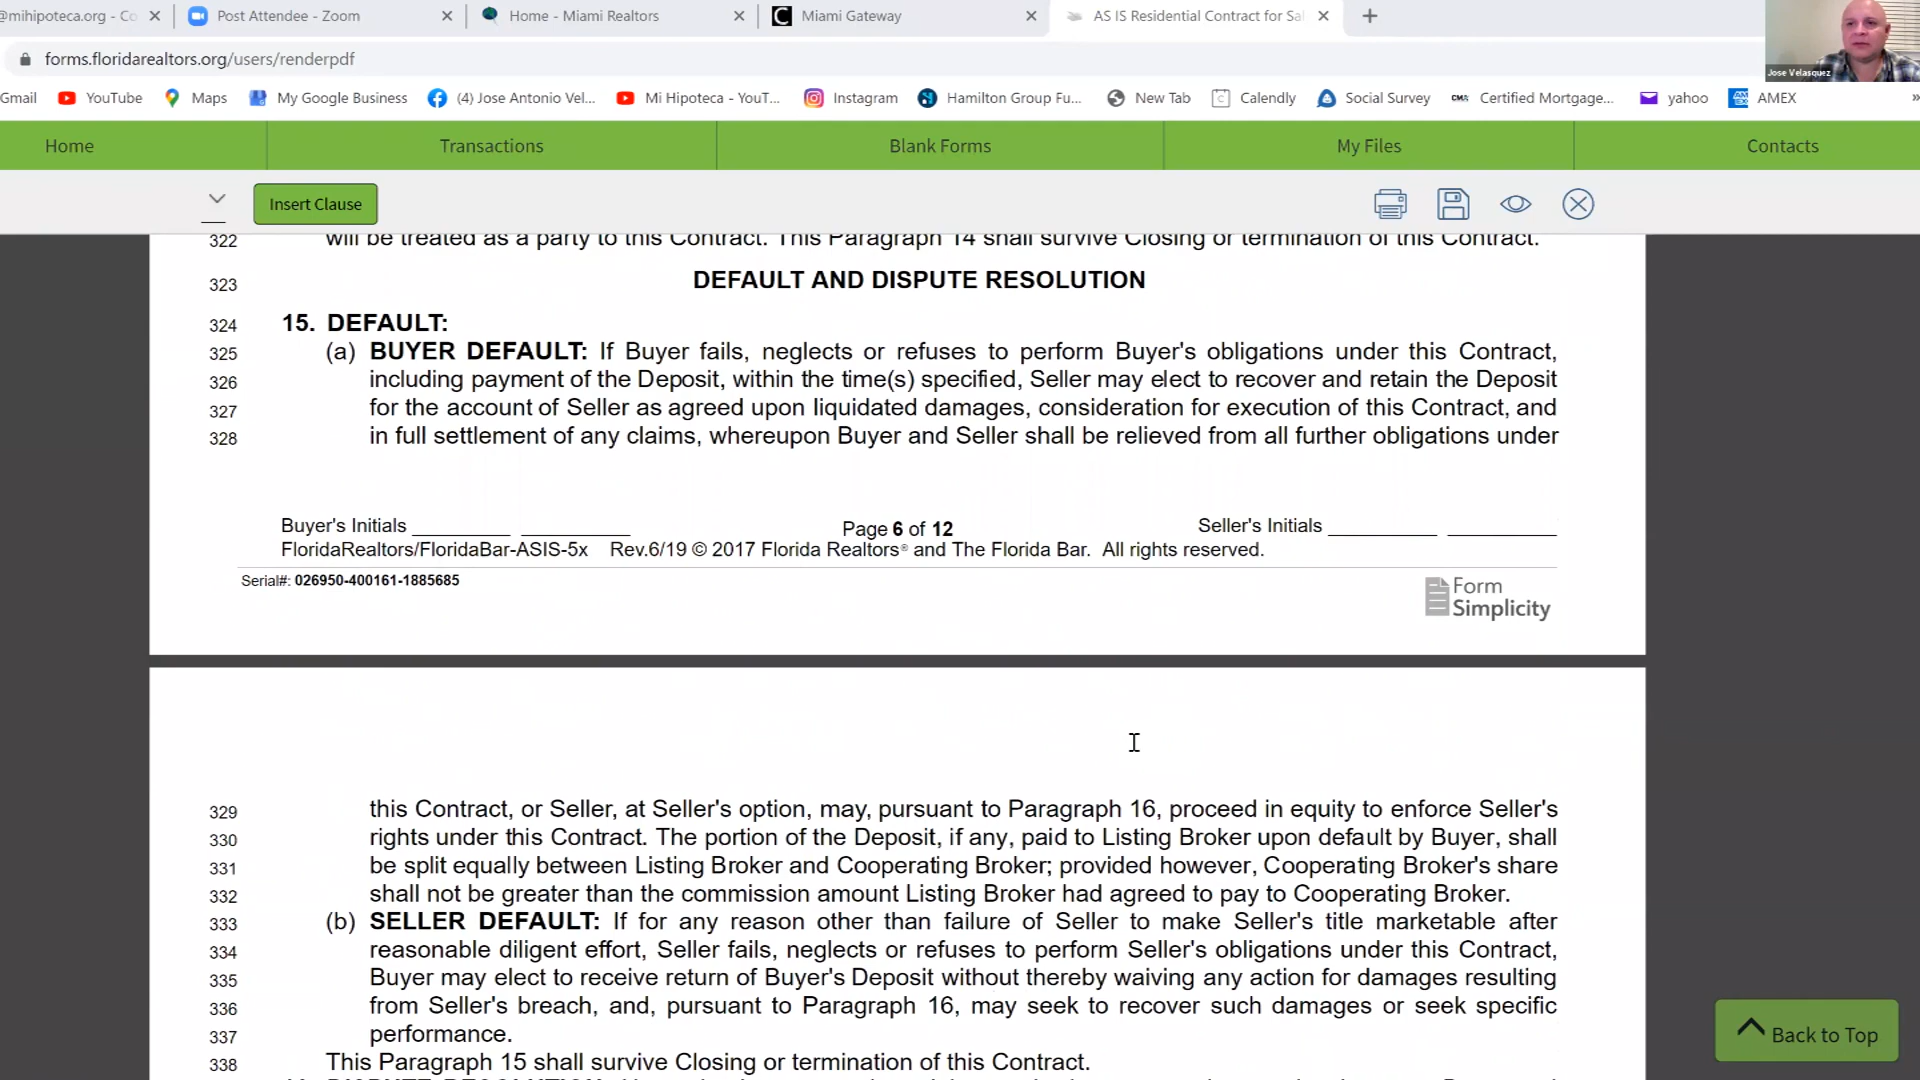 @mihipoteca.org - Co
Post Attendee - Zoom
Home - Miami Realtors
Miami Gateway
AS IS Residential Contract for Sal
forms.floridarealtors.org/users/renderpdf
Gmail
YouTube
Maps
My Google Business
(4) Jose Antonio Vel...
Mi Hipoteca - YouT...
Instagram
Hamilton Group Fu...
New Tab
Calendly
Social Survey
CMA Certified Mortgage...
yahoo
AMEX
»
Jose Velasquez
Home
Transactions
Blank Forms
My Files
Contacts
Insert Clause
322 will be treated as a party to this Contract. This Paragraph 14 shall survive Closing or termination of this Contract.
323 DEFAULT AND DISPUTE RESOLUTION
324 15. DEFAULT:
325 (a) BUYER DEFAULT: If Buyer fails, neglects or refuses to perform Buyer's obligations under this Contract,
326 including payment of the Deposit, within the time(s) specified, Seller may elect to recover and retain the Deposit
327 for the account of Seller as agreed upon liquidated damages, consideration for execution of this Contract, and
328 in full settlement of any claims, whereupon Buyer and Seller shall be relieved from all further obligations under
Buyer's Initials ________ ________ Page 6 of 12 Seller's Initials ________ ________
FloridaRealtors/FloridaBar-ASIS-5x Rev.6/19 © 2017 Florida Realtors® and The Florida Bar. All rights reserved.
Serial#: 026950-400161-1885685
Form
Simplicity
329 this Contract, or Seller, at Seller's option, may, pursuant to Paragraph 16, proceed in equity to enforce Seller's
330 rights under this Contract. The portion of the Deposit, if any, paid to Listing Broker upon default by Buyer, shall
331 be split equally between Listing Broker and Cooperating Broker; provided however, Cooperating Broker's share
332 shall not be greater than the commission amount Listing Broker had agreed to pay to Cooperating Broker.
333 (b) SELLER DEFAULT: If for any reason other than failure of Seller to make Seller's title marketable after
334 reasonable diligent effort, Seller fails, neglects or refuses to perform Seller's obligations under this Contract,
335 Buyer may elect to receive return of Buyer's Deposit without thereby waiving any action for damages resulting
336 from Seller's breach, and, pursuant to Paragraph 16, may seek to recover such damages or seek specific
337 performance.
338 This Paragraph 15 shall survive Closing or termination of this Contract.
Back to Top